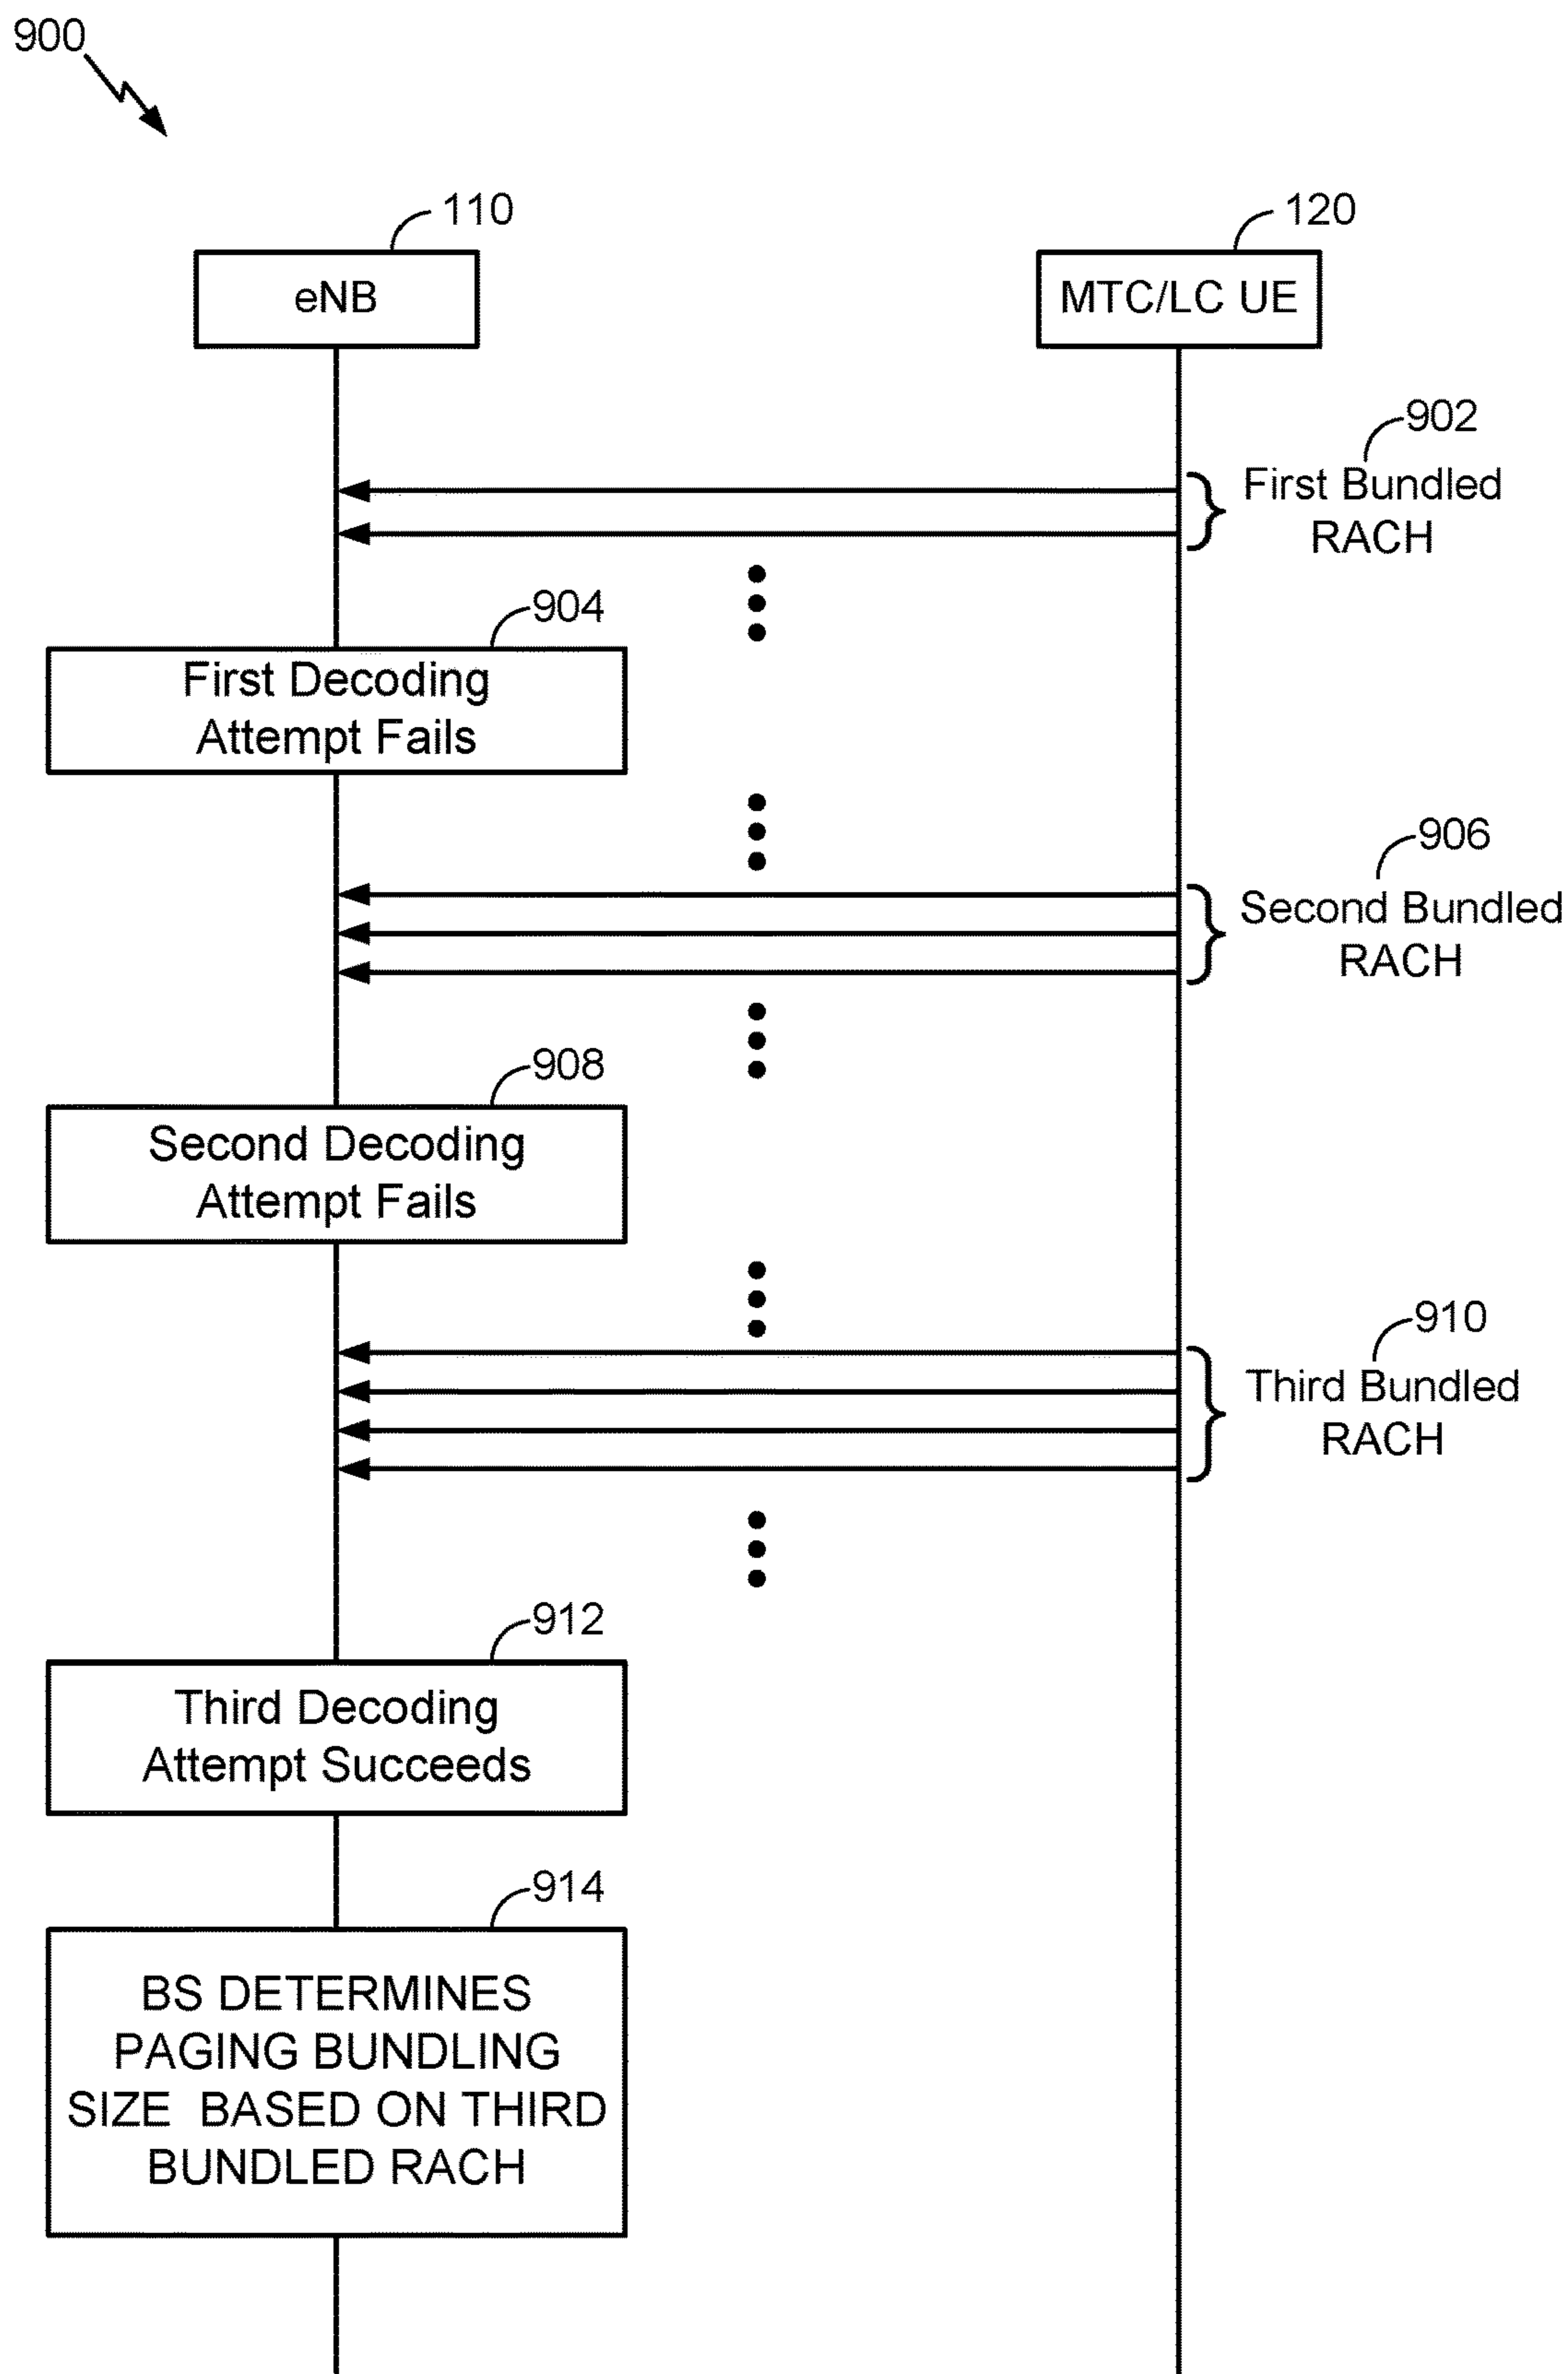 900
110
120
eNB
MTC/LC UE
902
First Bundled
RACH
904
First Decoding
Attempt Fails
906
Second Bundled
RACH
908
Second Decoding
Attempt Fails
910
Third Bundled
RACH
912
Third Decoding
Attempt Succeeds
914
BS DETERMINES
PAGING BUNDLING
SIZE  BASED ON THIRD
BUNDLED RACH